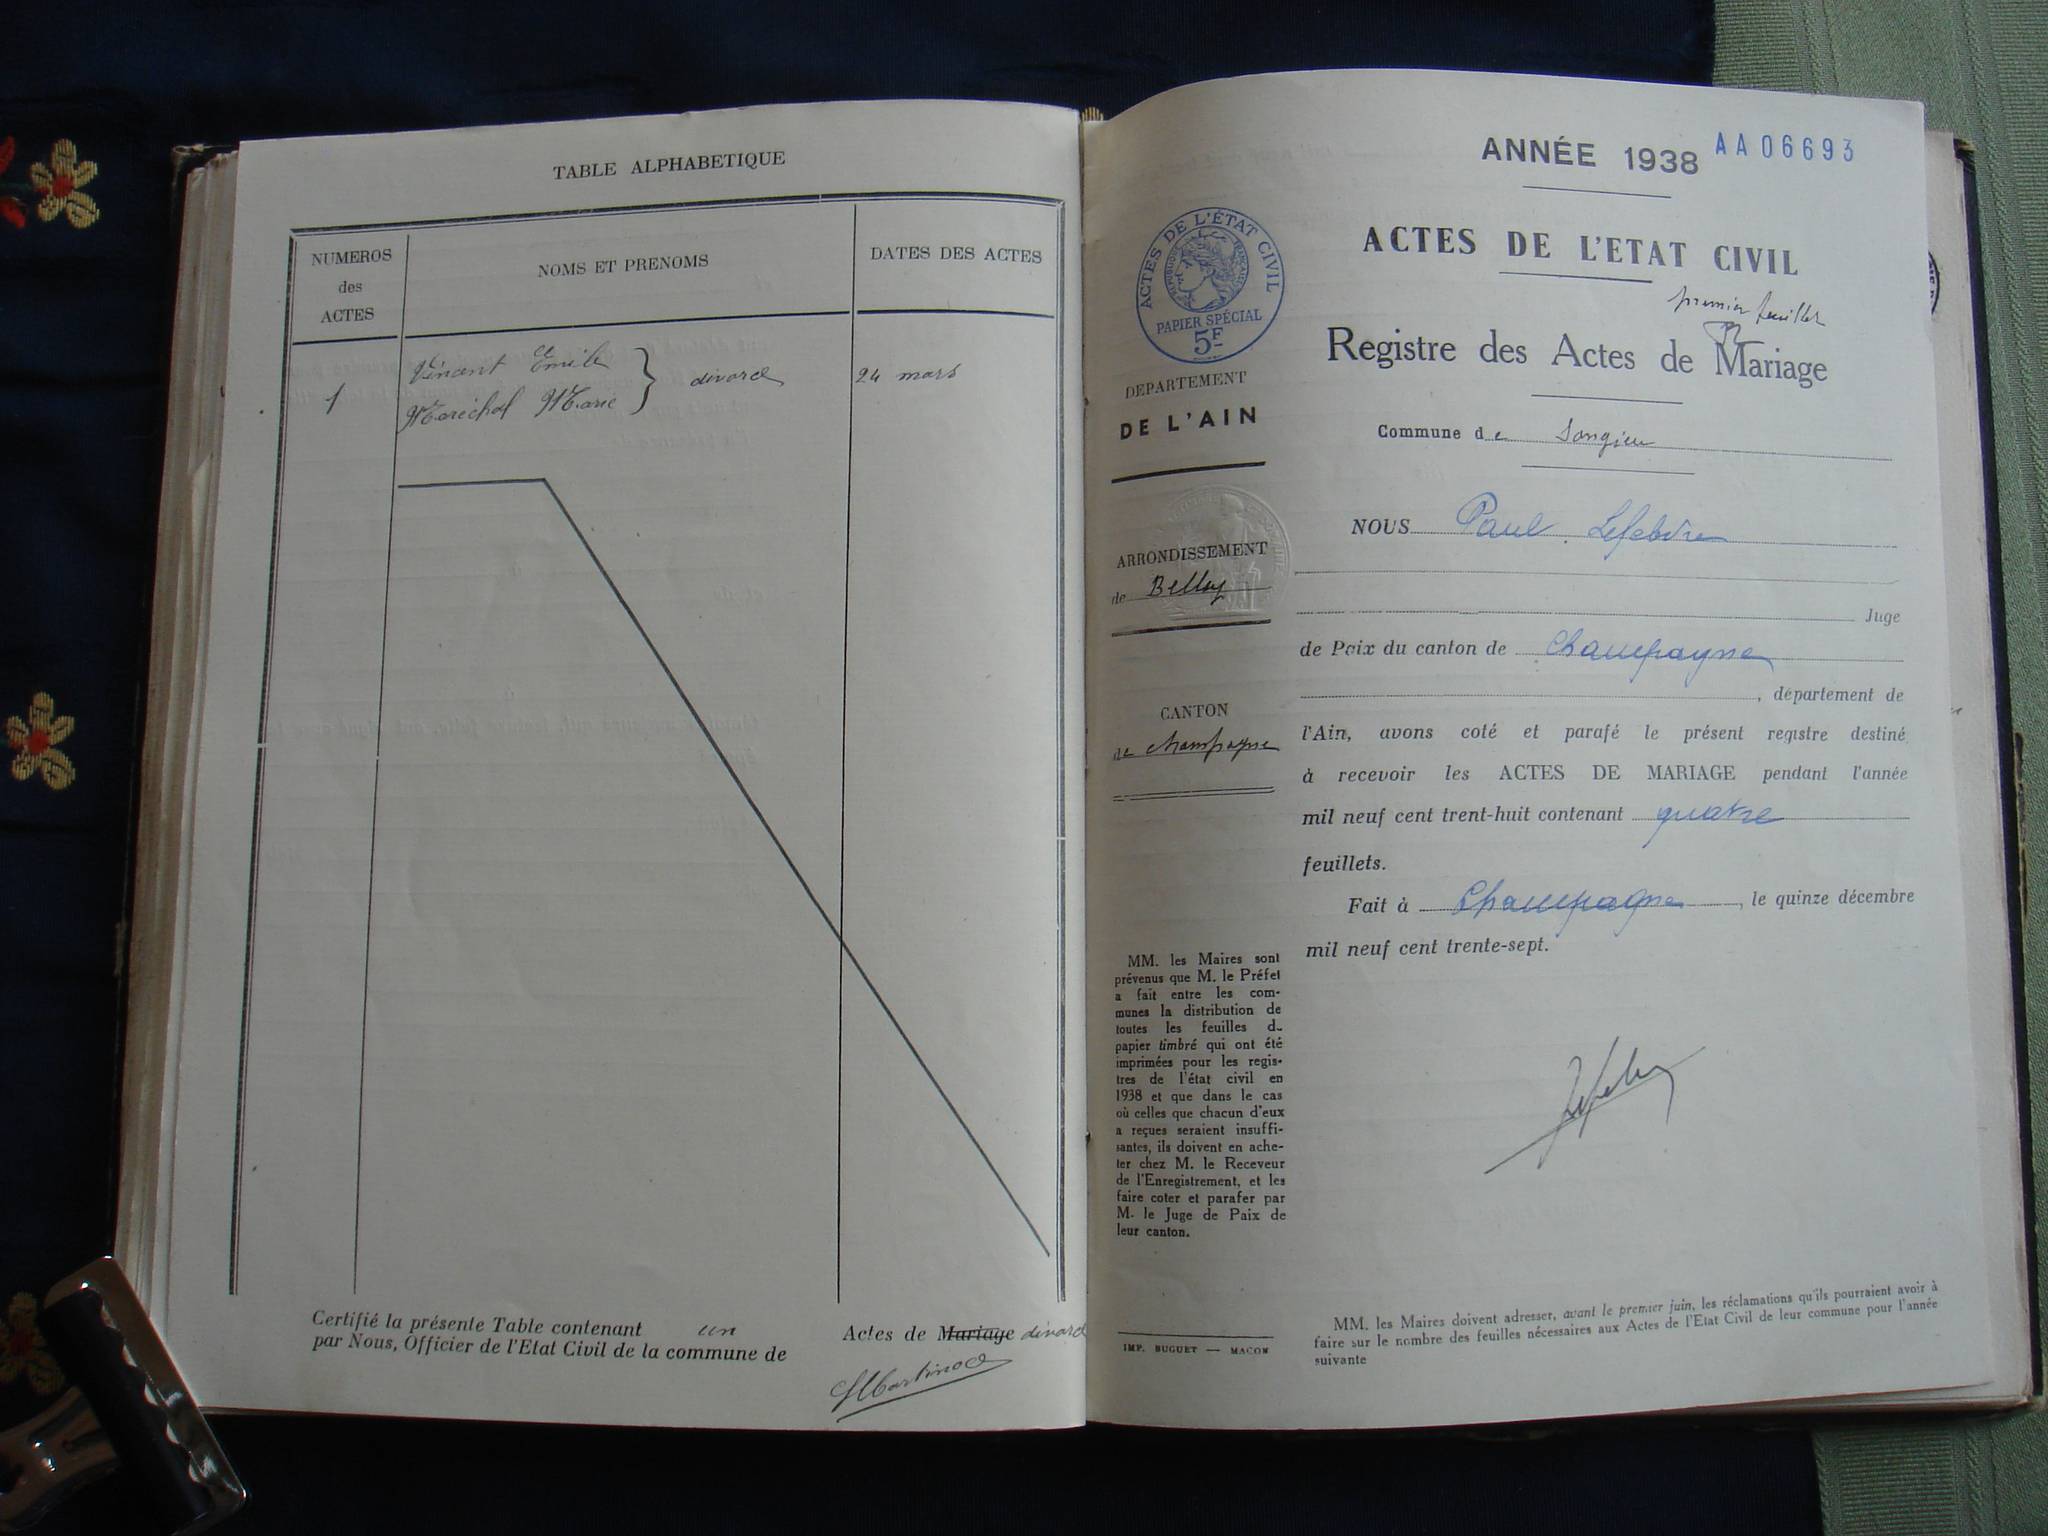 TABLE ALPHABETIQUE
NUMEROS
des
ACTES
NOMS ET PRENOMS
DATES DES ACTES
1
Vincent Emile
Maréchal Marie
divorce
24 mars
Certifié la présente Table contenant un Actes de Mariage divorce
par Nous, Officier de l'Etat Civil de la commune de
ANNÉE 1938
AA06693
ACTES DE L'ETAT CIVIL
premier feuillet
Registre des Actes de Mariage
Commune de Songieu
ACTES DE L'ÉTAT CIVIL
RÉPUBLIQUE FRANÇAISE
PAPIER SPÉCIAL
5F
DEPARTEMENT
DE L'AIN
ARRONDISSEMENT
de Belley
CANTON
de Champagne
NOUS Paul Lefebvre
Juge
de Paix du canton de Champagne
, département de
l'Ain, avons coté et parafé le présent registre destiné
à recevoir les ACTES DE MARIAGE pendant l'année
mil neuf cent trent-huit contenant quatre
feuillets.
Fait à Champagne, le quinze décembre
mil neuf cent trente-sept.
MM. les Maires sont
prévenus que M. le Préfet
a fait entre les com-
munes la distribution de
toutes les feuilles d
papier timbré qui ont été
imprimées pour les regis-
tres de l'état civil en
1938 et que dans le cas
où celles que chacun d'eux
a reçues seraient insuffi-
santes, ils doivent en ache-
ter chez M. le Receveur
de l'Enregistrement, et les
faire coter et parafer par
M. le Juge de Paix de
leur canton.
IMP. BUGUET — MACON
MM. les Maires doivent adresser, avant le premier juin, les réclamations qu'ils pourraient avoir à
faire sur le nombre des feuilles nécessaires aux Actes de l'Etat Civil de leur commune pour l'année
suivante